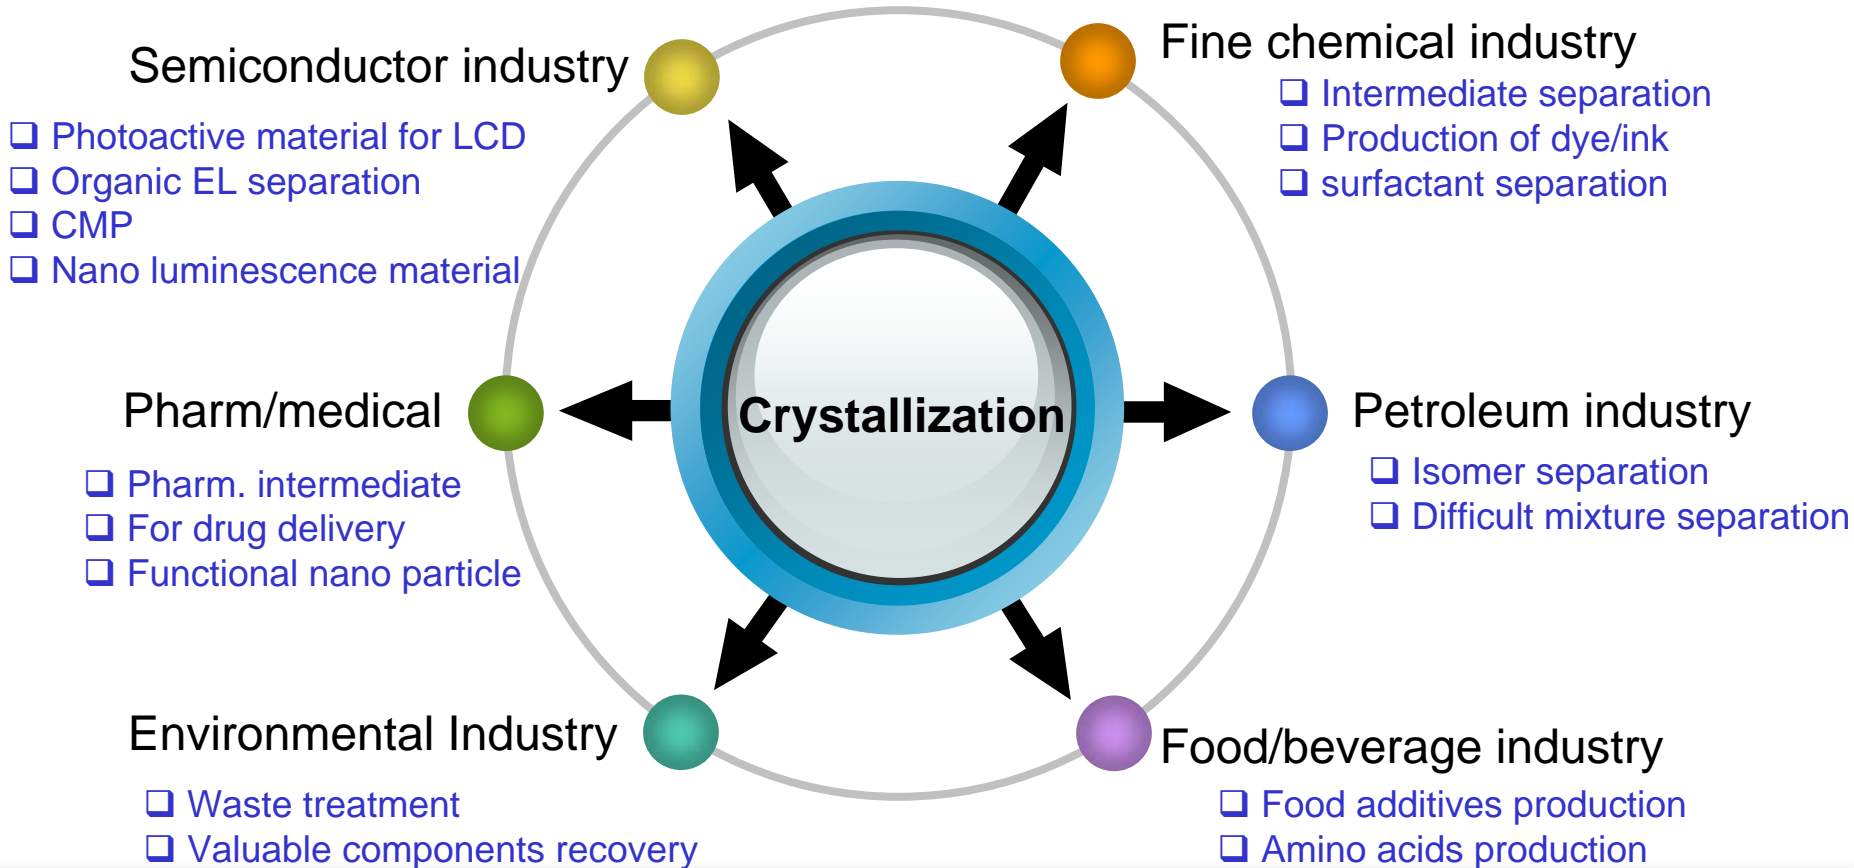 Semiconductor industry
❑ Photoactive material for LCD
❑ Organic EL separation
❑ CMP
❑ Nano luminescence material
Fine chemical industry
❑ Intermediate separation
❑ Production of dye/ink
❑ surfactant separation
Pharm/medical
❑ Pharm. intermediate
❑ For drug delivery
❑ Functional nano particle
Crystallization
Petroleum industry
❑ Isomer separation
❑ Difficult mixture separation
Environmental Industry
❑ Waste treatment
❑ Valuable components recovery
Food/beverage industry
❑ Food additives production
❑ Amino acids production